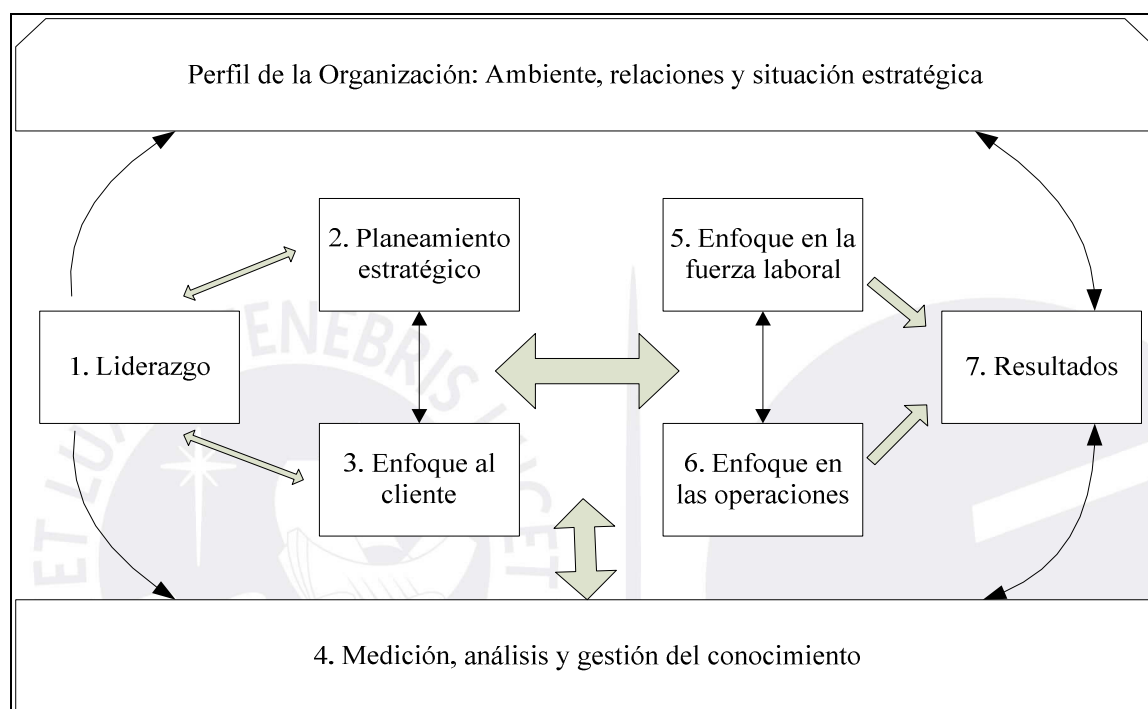 Perfil de la Organización: Ambiente, relaciones y situación estratégica
2. Planeamiento
estratégico
5. Enfoque en la
fuerza laboral
1. Liderazgo
7. Resultados
3. Enfoque al
cliente
6. Enfoque en
las operaciones
4. Medición, análisis y gestión del conocimiento